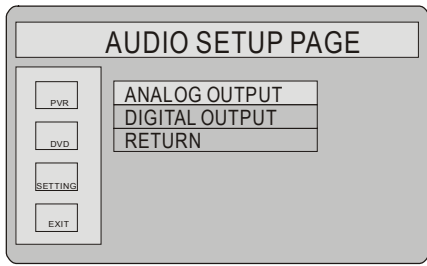 AUDIO SETUP PAGE
PVR
DVD
SETTING
EXIT
ANALOG OUTPUT
DIGITAL OUTPUT
RETURN